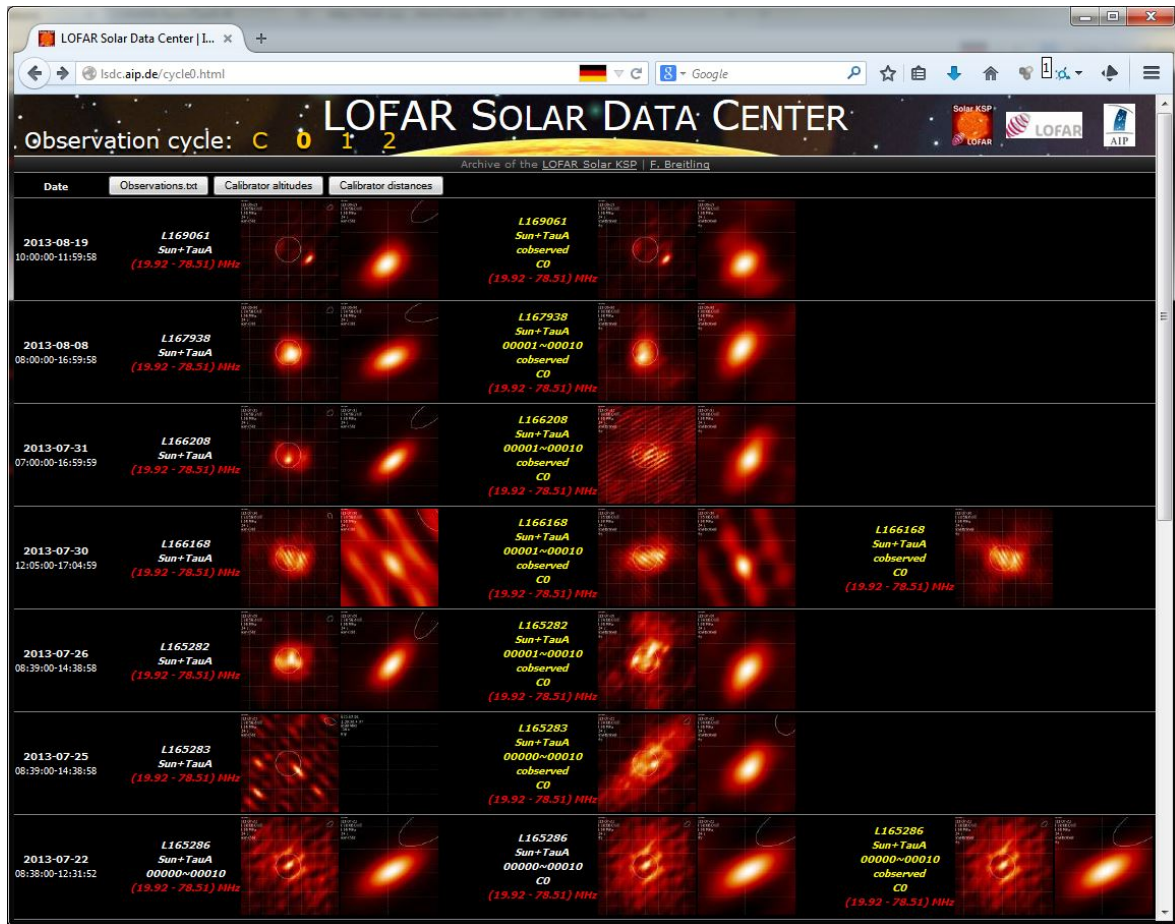 LOFAR Solar Data Center | I...
lsdc.aip.de/cycle0.html
Google
1
LOFAR SOLAR DATA CENTER
Observation cycle: C 0 1 2
Solar KSP
LOFAR
LOFAR
AIP
Archive of the LOFAR Solar KSP | F. Breitling
Date Observations.txt Calibrator altitudes Calibrator distances
2013-08-19
10:00:00-11:59:58
L169061
Sun+TauA
(19.92 - 78.51) MHz
L169061
Sun+TauA
cobserved
C0
(19.92 - 78.51) MHz
2013-08-08
08:00:00-16:59:58
L167938
Sun+TauA
(19.92 - 78.51) MHz
L167938
Sun+TauA
00001~00010
cobserved
C0
(19.92 - 78.51) MHz
2013-07-31
07:00:00-16:59:59
L166208
Sun+TauA
(19.92 - 78.51) MHz
L166208
Sun+TauA
00001~00010
cobserved
C0
(19.92 - 78.51) MHz
2013-07-30
12:05:00-17:04:59
L166168
Sun+TauA
(19.92 - 78.51) MHz
L166168
Sun+TauA
00001~00010
cobserved
C0
(19.92 - 78.51) MHz
L166168
Sun+TauA
cobserved
C0
(19.92 - 78.51) MHz
2013-07-26
08:39:00-14:38:58
L165282
Sun+TauA
(19.92 - 78.51) MHz
L165282
Sun+TauA
00001~00010
cobserved
C0
(19.92 - 78.51) MHz
2013-07-25
08:39:00-14:38:58
L165283
Sun+TauA
(19.92 - 78.51) MHz
L165283
Sun+TauA
00000~00010
cobserved
C0
(19.92 - 78.51) MHz
2013-07-22
08:38:00-12:31:52
L165286
Sun+TauA
00000~00010
(19.92 - 78.51) MHz
L165286
Sun+TauA
00000~00010
C0
(19.92 - 78.51) MHz
L165286
Sun+TauA
00000~00010
cobserved
C0
(19.92 - 78.51) MHz